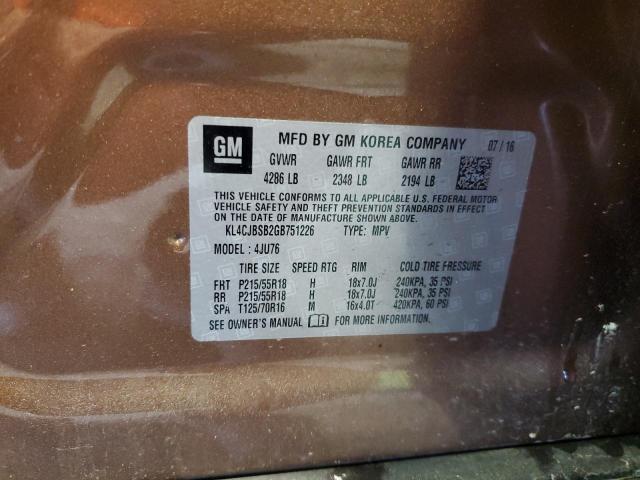 GM MFD BY GM KOREA COMPANY 07/16
GVWR GAWR FRT GAWR RR
4286 LB 2348 LB 2194 LB
THIS VEHICLE CONFORMS TO ALL APPLICABLE U.S. FEDERAL MOTOR
VEHICLE SAFETY AND THEFT PREVENTION STANDARDS IN EFFECT ON
THE DATE OF MANUFACTURE SHOWN ABOVE.
KL4CJBSB2GB751226 TYPE: MPV
MODEL: 4JU76
TIRE SIZE SPEED RTG RIM COLD TIRE PRESSURE
FRT P215/55R18 H 18x7.0J 240KPA, 35 PSI
RR P215/55R18 H 18x7.0J 240KPA, 35 PSI
SPA T125/70R16 M 16x4.0T 420KPA, 60 PSI
SEE OWNER'S MANUAL FOR MORE INFORMATION.